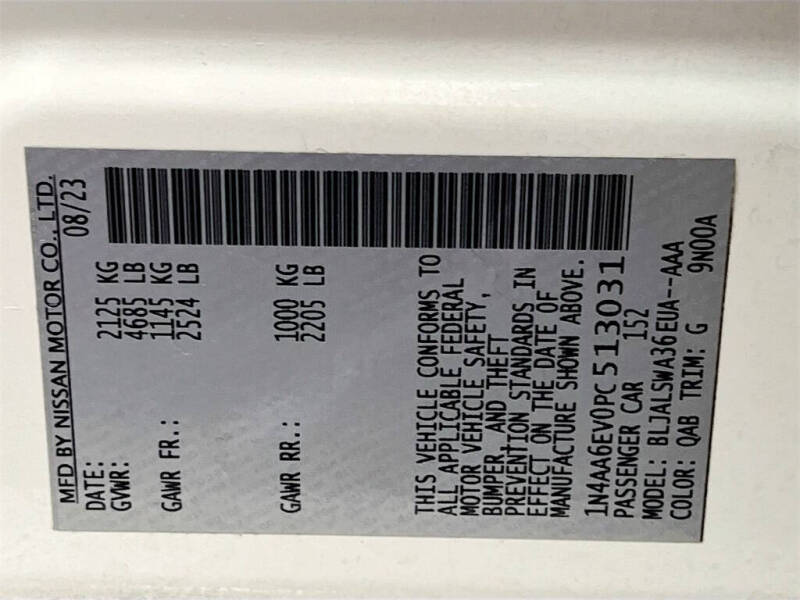 MFD BY NISSAN MOTOR CO., LTD.
DATE: 08/23
GVWR: 2125 KG
4685 LB
GAWR FR.: 1145 KG
2524 LB
GAWR RR.: 1000 KG
2205 LB
THIS VEHICLE CONFORMS TO
ALL APPLICABLE FEDERAL
MOTOR VEHICLE SAFETY,
BUMPER, AND THEFT
PREVENTION STANDARDS IN
EFFECT ON THE DATE OF
MANUFACTURE SHOWN ABOVE.
1N4AA6EV0PC513031
PASSENGER CAR 152
MODEL: BLJALSWA36EUA--AAA
COLOR: QAB TRIM: G 9N00A